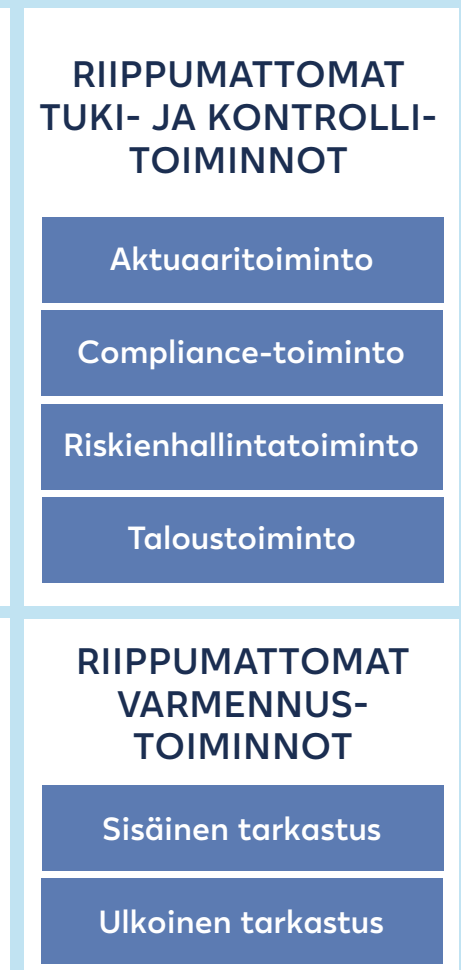 RIIPPUMATTOMAT
TUKI- JA KONTROLLI-
TOIMINNOT
Aktuaaritoiminto
Compliance-toiminto
Riskienhallintatoiminto
Taloustoiminto
RIIPPUMATTOMAT
VARMENNUS-
TOIMINNOT
Sisäinen tarkastus
Ulkoinen tarkastus